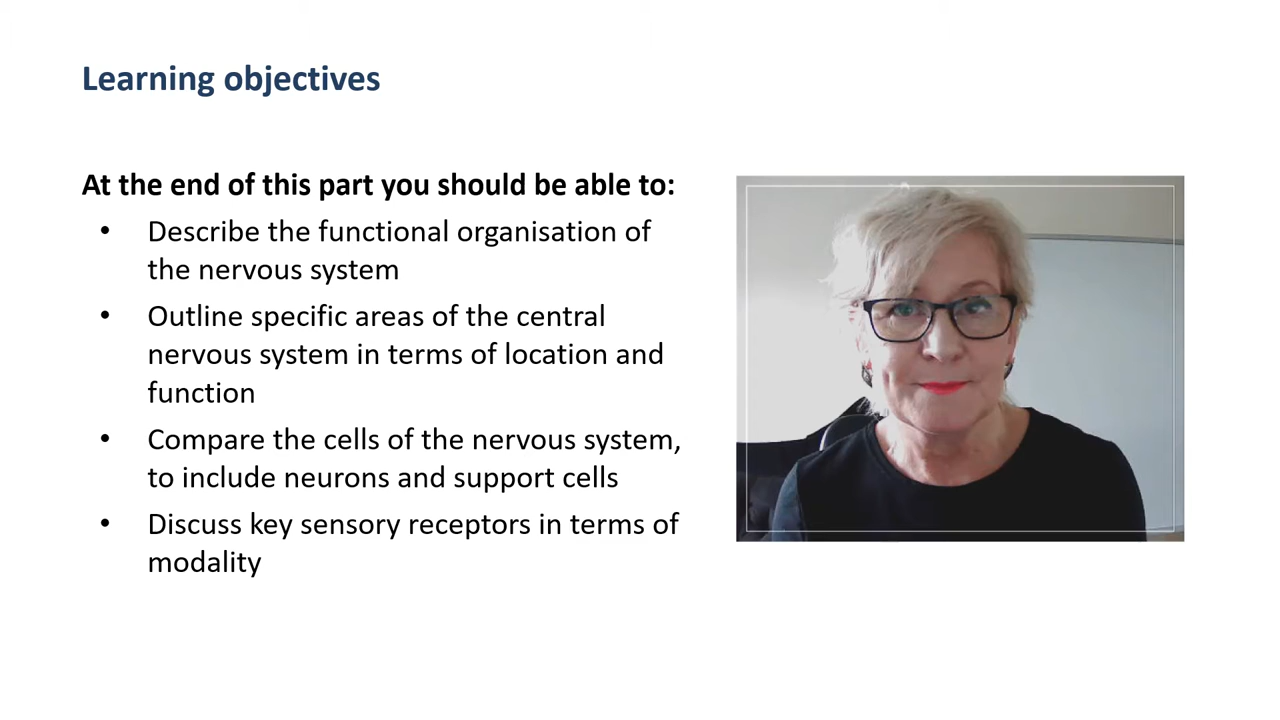 Learning objectives
At the end of this part you should be able to:
• Describe the functional organisation of
the nervous system
• Outline specific areas of the central
nervous system in terms of location and
function
• Compare the cells of the nervous system,
to include neurons and support cells
• Discuss key sensory receptors in terms of
modality